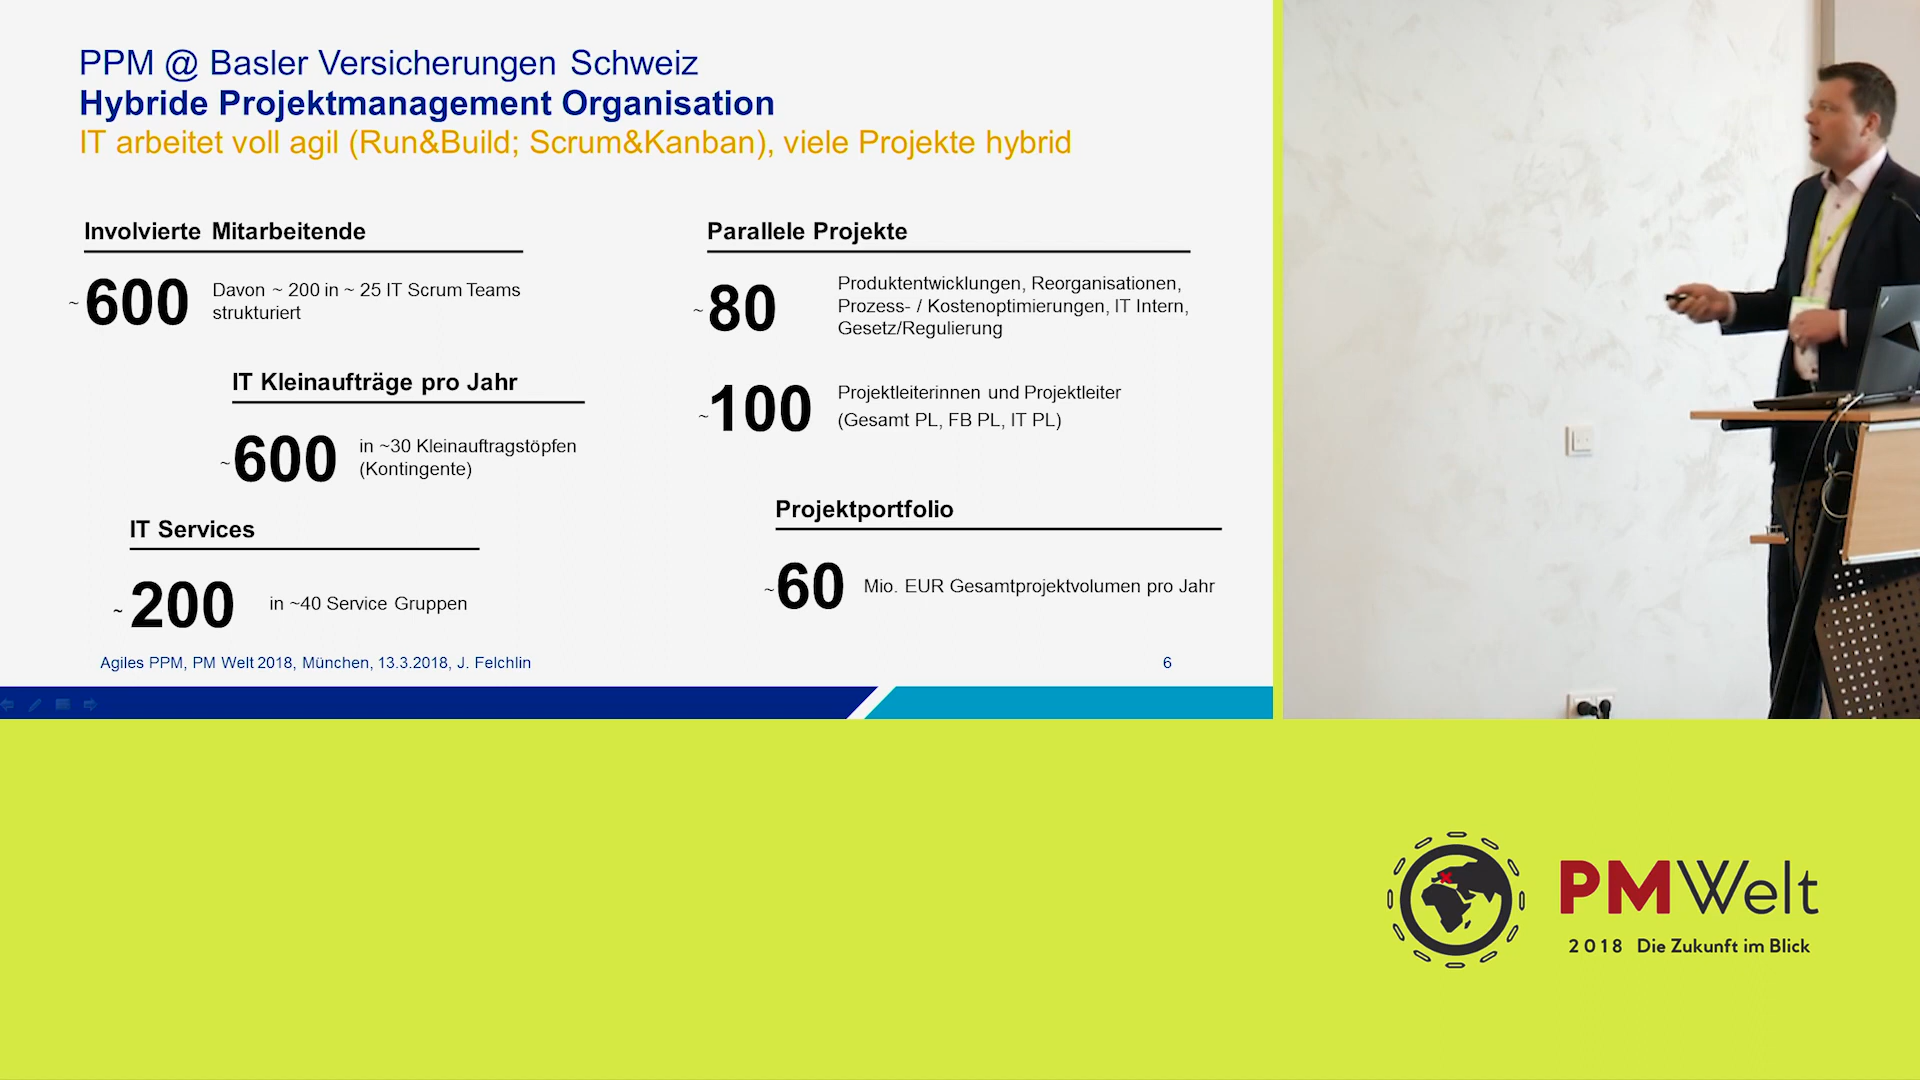 PPM @ Basler Versicherungen Schweiz
Hybride Projektmanagement Organisation
IT arbeitet voll agil (Run&Build; Scrum&Kanban), viele Projekte hybrid
Involvierte Mitarbeitende
~ 600 Davon ~ 200 in ~ 25 IT Scrum Teams
strukturiert
IT Kleinaufträge pro Jahr
~ 600 in ~30 Kleinauftragstöpfen
(Kontingente)
IT Services
~ 200 in ~40 Service Gruppen
Parallele Projekte
~ 80 Produktentwicklungen, Reorganisationen,
Prozess- / Kostenoptimierungen, IT Intern,
Gesetz/Regulierung
~ 100 Projektleiterinnen und Projektleiter
(Gesamt PL, FB PL, IT PL)
Projektportfolio
~ 60 Mio. EUR Gesamtprojektvolumen pro Jahr
Agiles PPM, PM Welt 2018, München, 13.3.2018, J. Felchlin
6
PMWelt
2018 Die Zukunft im Blick